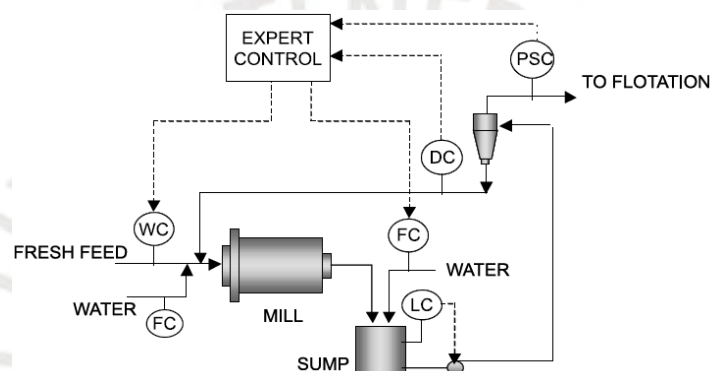 EXPERT
CONTROL
PSC
TO FLOTATION
DC
WC
FC
FRESH FEED
WATER
WATER
FC
MILL
LC
SUMP